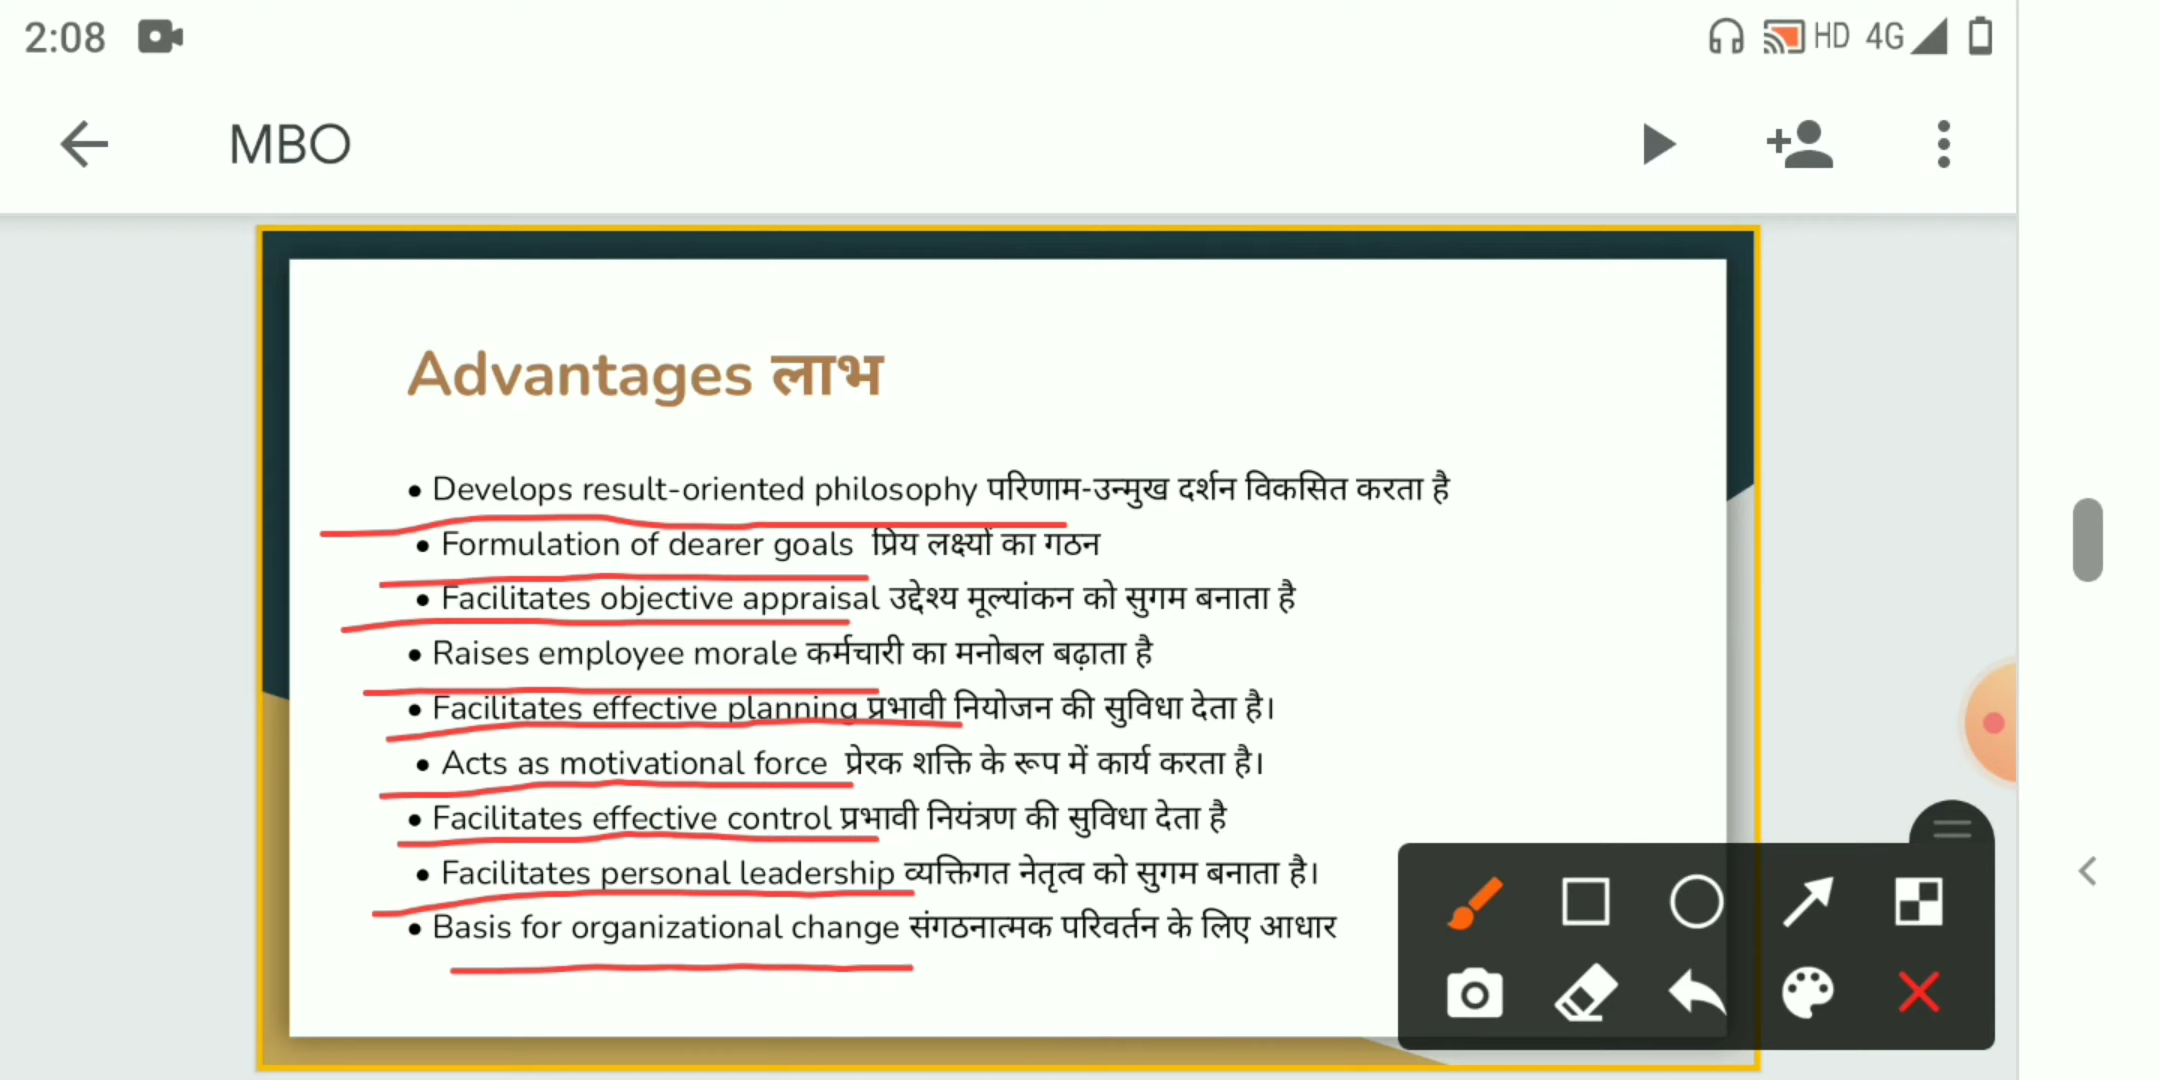 2:08 HD 4G
MBO
Advantages लाभ
• Develops result-oriented philosophy परिणाम-उन्मुख दर्शन विकसित करता है
• Formulation of dearer goals प्रिय लक्ष्यों का गठन
• Facilitates objective appraisal उद्देश्य मूल्यांकन को सुगम बनाता है
• Raises employee morale कर्मचारी का मनोबल बढ़ाता है
• Facilitates effective planning प्रभावी नियोजन की सुविधा देता है।
• Acts as motivational force प्रेरक शक्ति के रूप में कार्य करता है।
• Facilitates effective control प्रभावी नियंत्रण की सुविधा देता है
• Facilitates personal leadership व्यक्तिगत नेतृत्व को सुगम बनाता है।
• Basis for organizational change संगठनात्मक परिवर्तन के लिए आधार